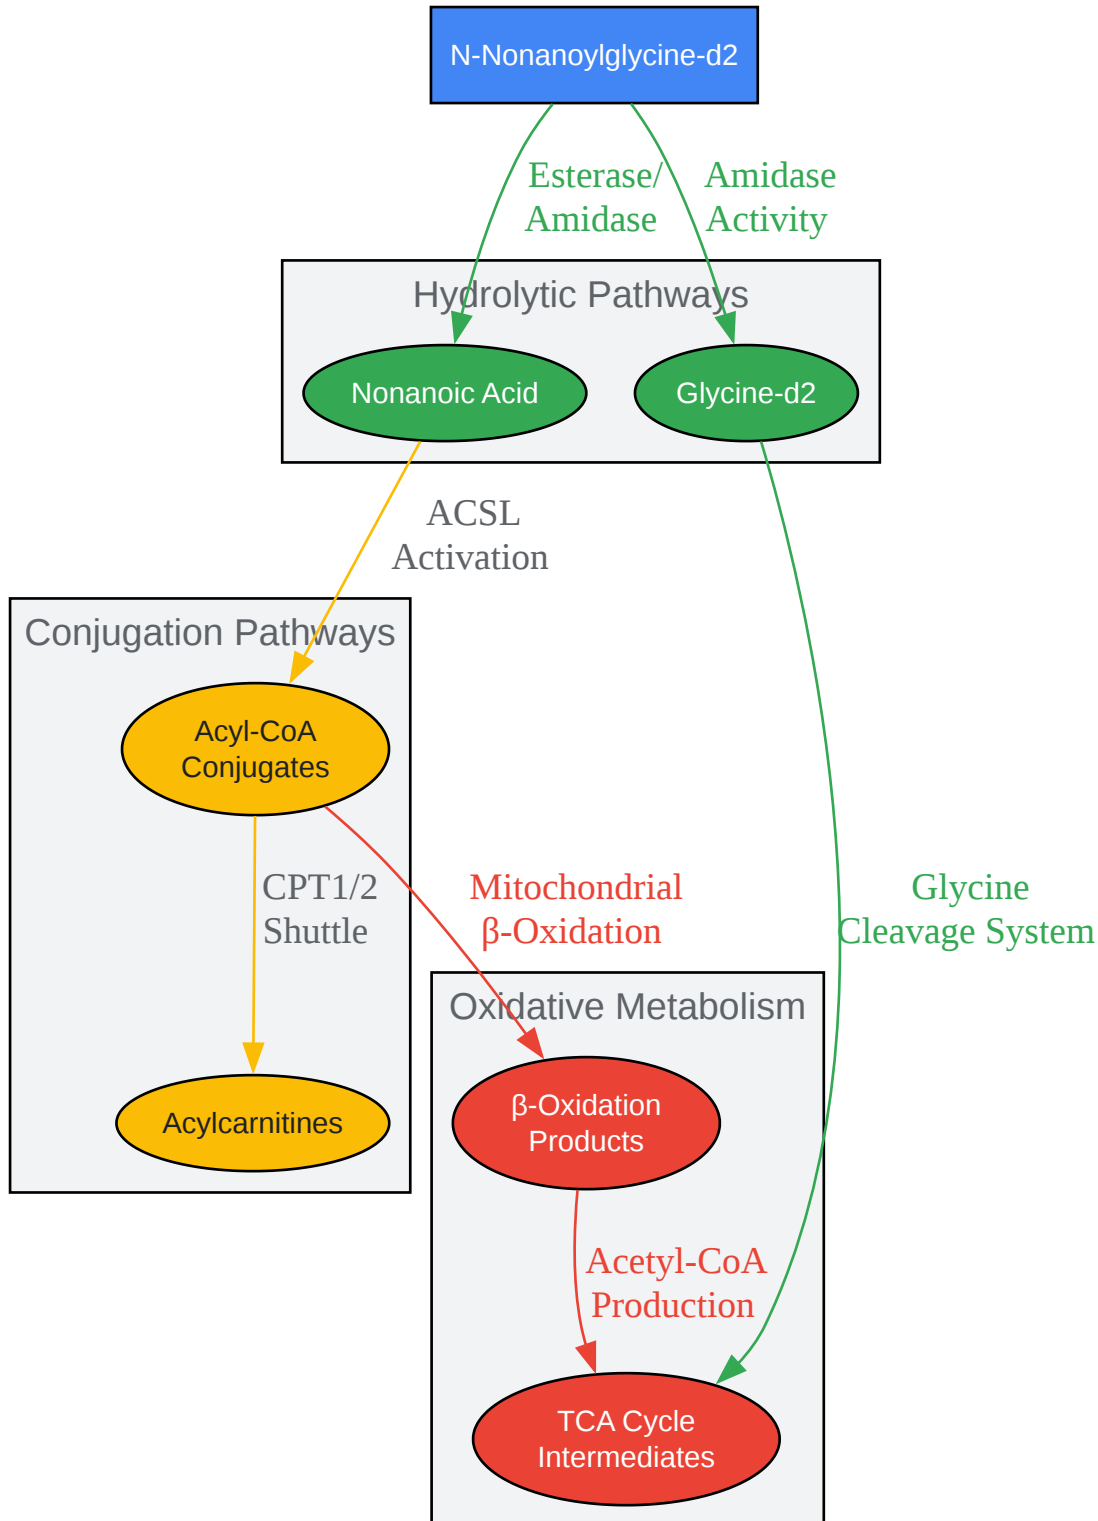 N-Nonanoylglycine-d2
Esterase/
Amidase
Amidase
Activity
Hydrolytic Pathways
Nonanoic Acid
Glycine-d2
ACSL
Activation
Conjugation Pathways
Acyl-CoA
Conjugates
CPT1/2
Shuttle
Mitochondrial
β-Oxidation
Glycine
Cleavage System
Oxidative Metabolism
β-Oxidation
Products
Acylcarnitines
Acetyl-CoA
Production
TCA Cycle
Intermediates